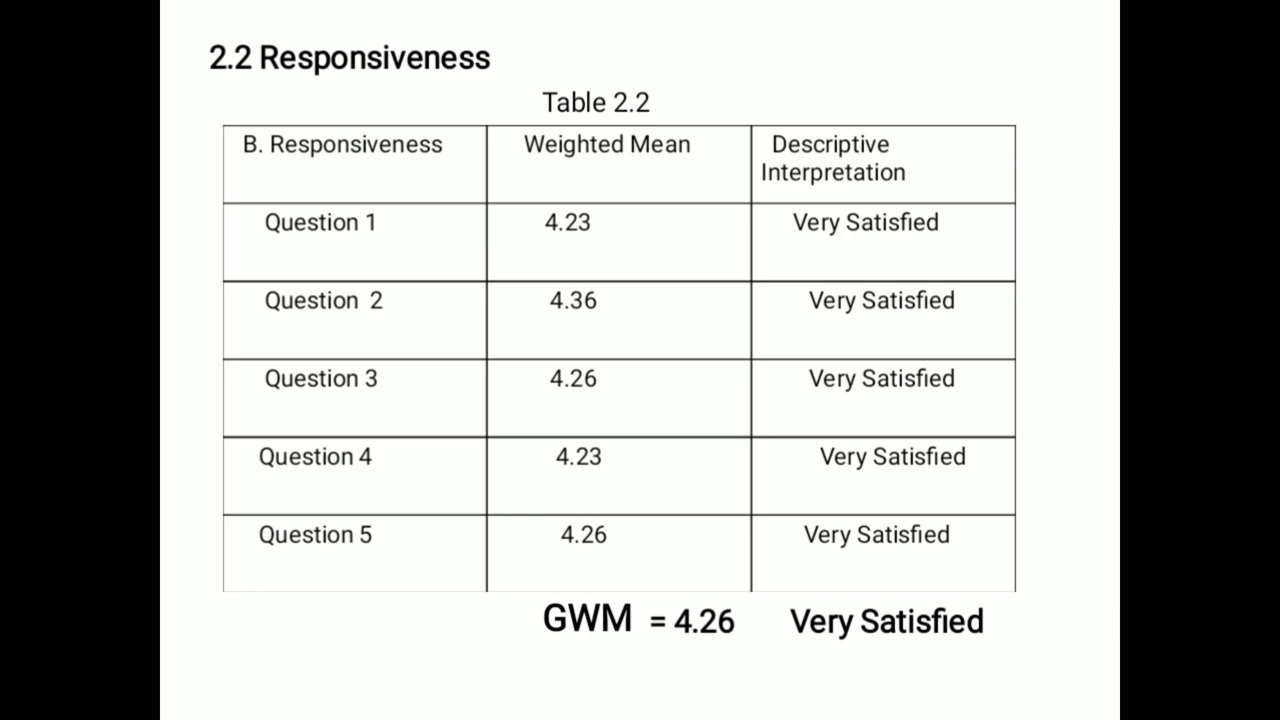 2.2 Responsiveness
Table 2.2
B. Responsiveness Weighted Mean Descriptive
Interpretation
Question 1 4.23 Very Satisfied
Question 2 4.36 Very Satisfied
Question 3 4.26 Very Satisfied
Question 4 4.23 Very Satisfied
Question 5 4.26 Very Satisfied
GWM = 4.26 Very Satisfied